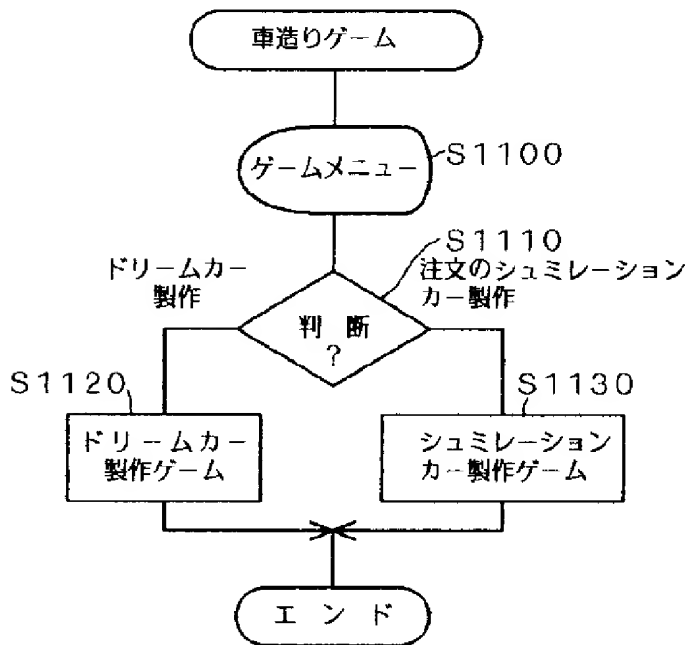 車造りゲーム
ゲームメニュー
S1100
S1110
ドリームカー
製作
注文のシュミレーション
カー製作
判 断
?
S1120
S1130
ドリームカー
製作ゲーム
シュミレーション
カー製作ゲーム
エ ン ド